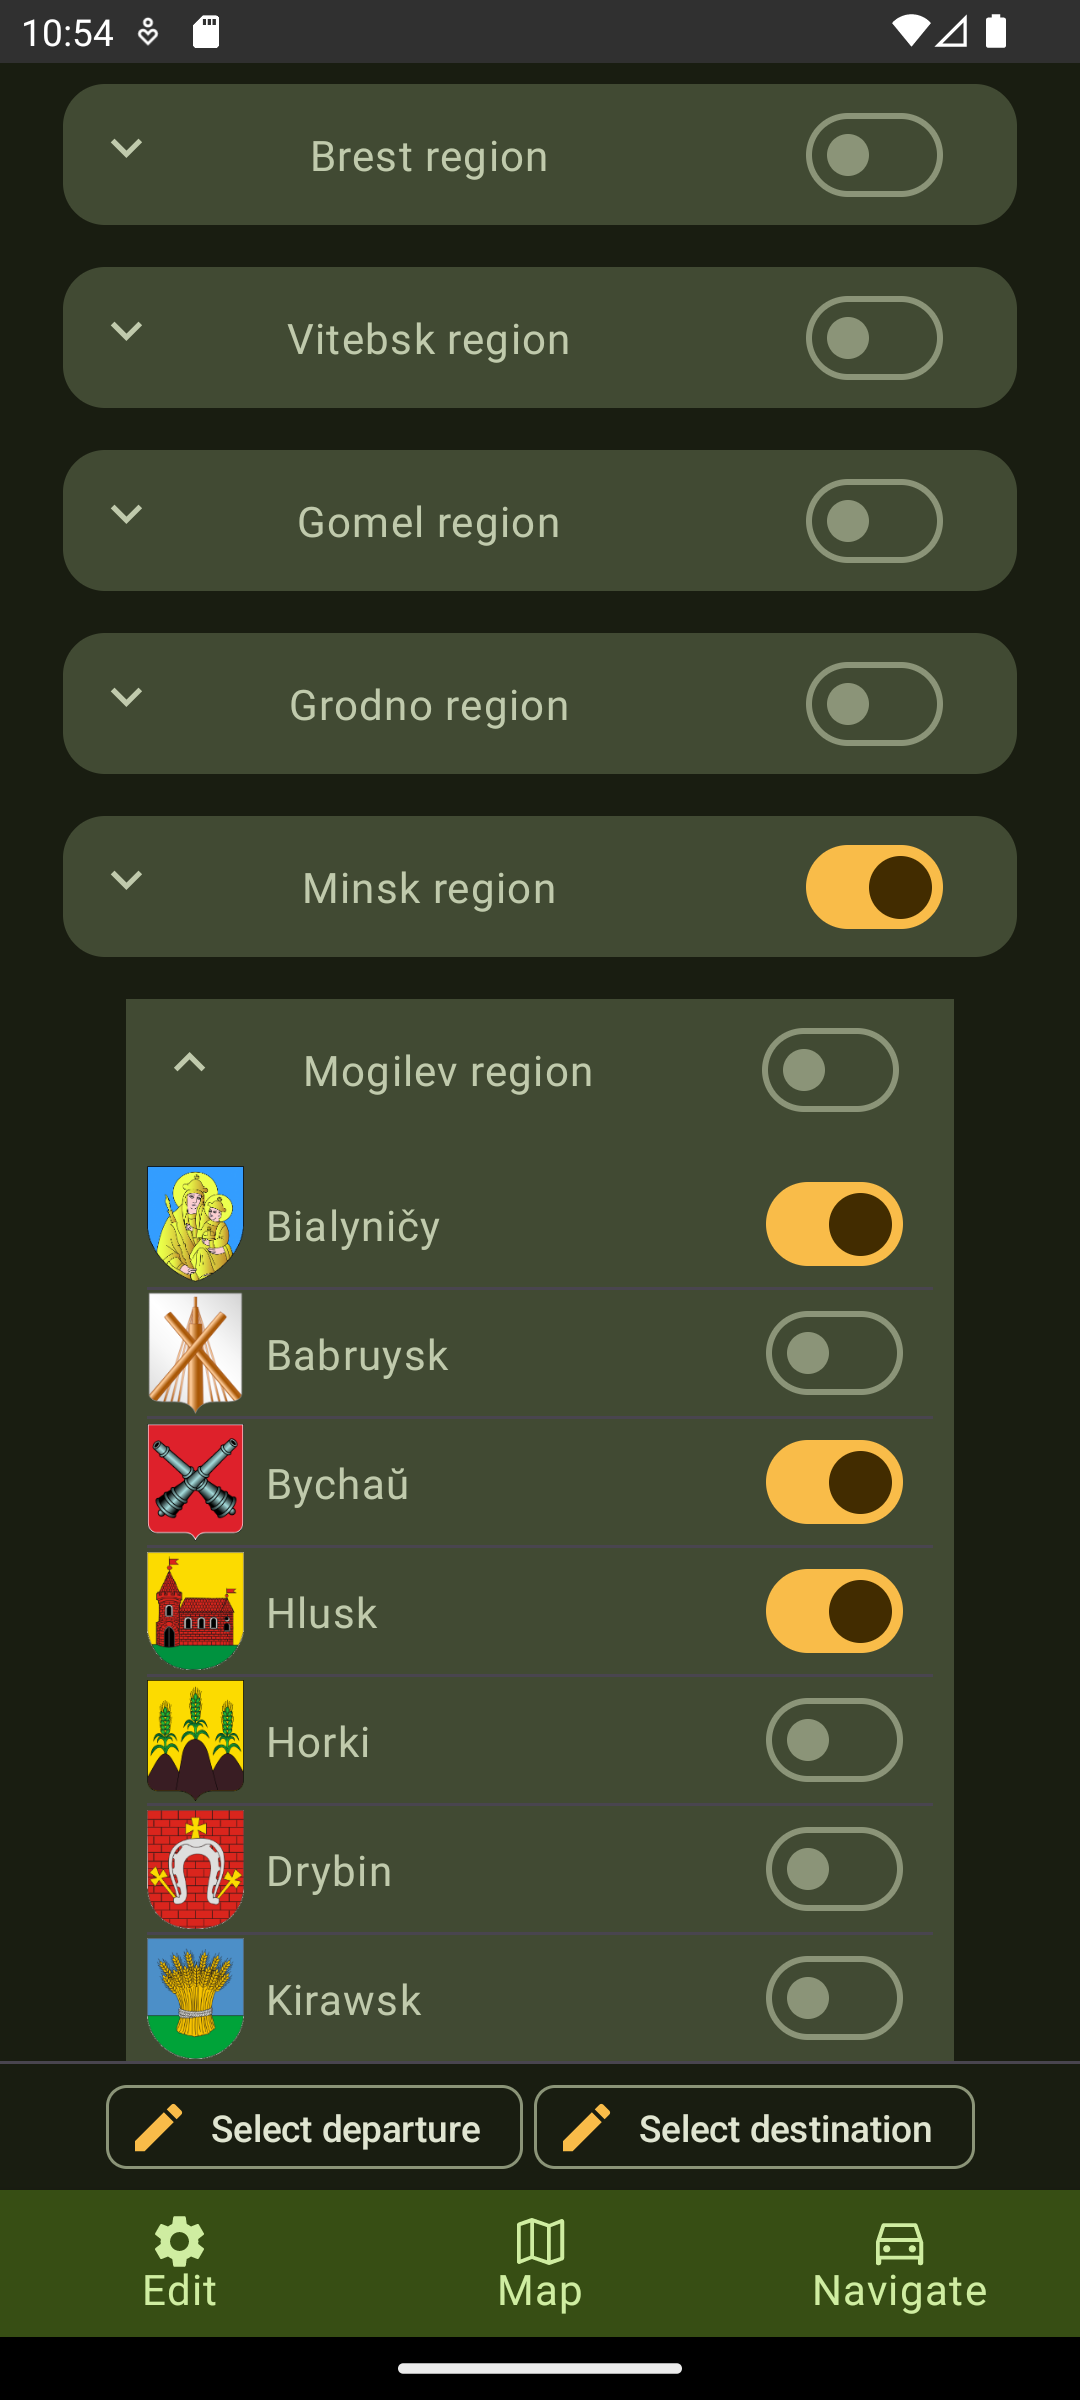 10:54
Brest region
Vitebsk region
Gomel region
Grodno region
Minsk region
Mogilev region
Bialyničy
Babruysk
Bychaŭ
Hlusk
Horki
Drybin
Kirawsk
Select departure
Select destination
Edit
Map
Navigate